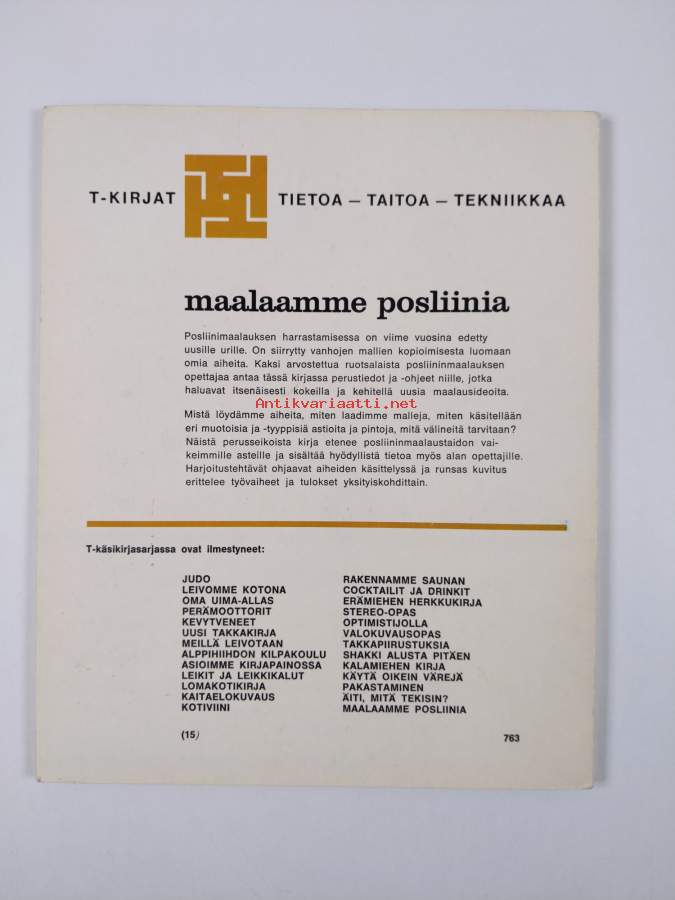 T-KIRJAT TIETOA — TAITOA — TEKNIIKKAA
maalaamme posliinia
Posliinimaalauksen harrastamisessa on viime vuosina edetty
uusille urille. On siirrytty vanhojen mallien kopioimisesta luomaan
omia aiheita. Kaksi arvostettua ruotsalaista posliininmaalauksen
opettajaa antaa tässä kirjassa perustiedot ja -ohjeet niille, jotka
haluavat itsenäisesti kokeilla ja kehitellä uusia maalausideoita.
Antikvariaatti.net
Mistä löydämme aiheita, miten laadimme malleja, miten käsitellään
eri muotoisia ja -tyyppisiä astioita ja pintoja, mitä välineitä tarvitaan?
Näistä perusseikoista kirja etenee posliininmaalaustaidon vai-
keimmille asteille ja sisältää hyödyllistä tietoa myös alan opettajille.
Harjoitustehtävät ohjaavat aiheiden käsittelyssä ja runsas kuvitus
erittelee työvaiheet ja tulokset yksityiskohdittain.
T-käsikirjasarjassa ovat ilmestyneet:
JUDO
LEIVOMME KOTONA
OMA UIMA-ALLAS
PERÄMOOTTORIT
KEVYTVENEET
UUSI TAKKAKIRJA
MEILLÄ LEIVOTAAN
ALPPIHIIHDON KILPAKOULU
ASIOIMME KIRJAPAINOSSA
LEIKIT JA LEIKKIKALUT
LOMAKOTIKIRJA
KAITAELOKUVAUS
KOTIVIINI
RAKENNAMME SAUNAN
COCKTAILIT JA DRINKIT
ERÄMIEHEN HERKKUKIRJA
STEREO-OPAS
OPTIMISTIJOLLA
VALOKUVAUSOPAS
TAKKAPIIRUSTUKSIA
SHAKKI ALUSTA PITÄEN
KALAMIEHEN KIRJA
KÄYTÄ OIKEIN VÄREJÄ
PAKASTAMINEN
ÄITI, MITÄ TEKISIN?
MAALAAMME POSLIINIA
(15) 763